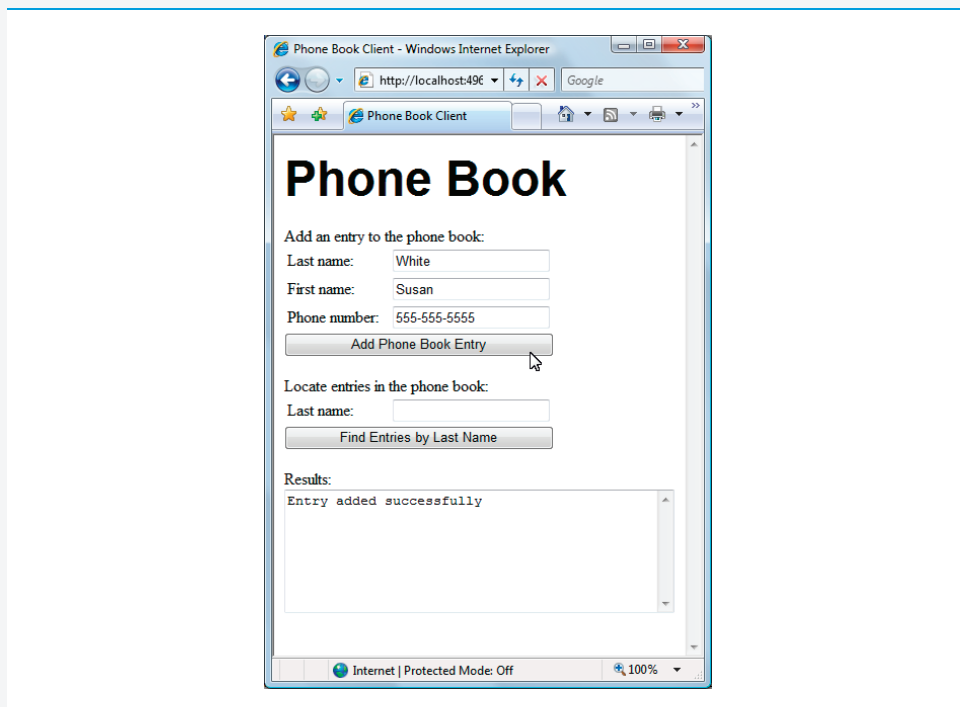 Phone Book Client - Windows Internet Explorer
http://localhost:496
Google
Phone Book Client
Phone Book
Add an entry to the phone book:
Last name: White
First name: Susan
Phone number: 555-555-5555
Add Phone Book Entry
Locate entries in the phone book:
Last name:
Find Entries by Last Name
Results:
Entry added successfully
Internet | Protected Mode: Off 100%